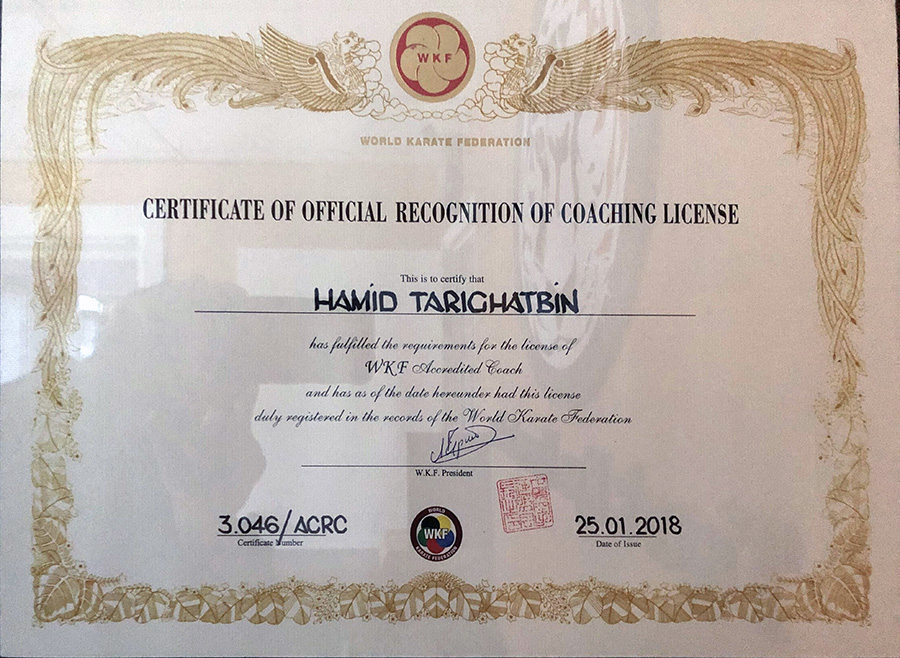 WKF
WORLD KARATE FEDERATION
CERTIFICATE OF OFFICIAL RECOGNITION OF COACHING LICENSE
This is to certify that
HAMID TARIGHATBIN
has fulfilled the requirements for the license of
WKF Accredited Coach
and has as of the date hereunder had this license
duly registered in the records of the World Karate Federation
W.K.F. President
3.046/ACRC
Certificate Number
WORLD
WKF
KARATE FEDERATION
25.01.2018
Date of Issue